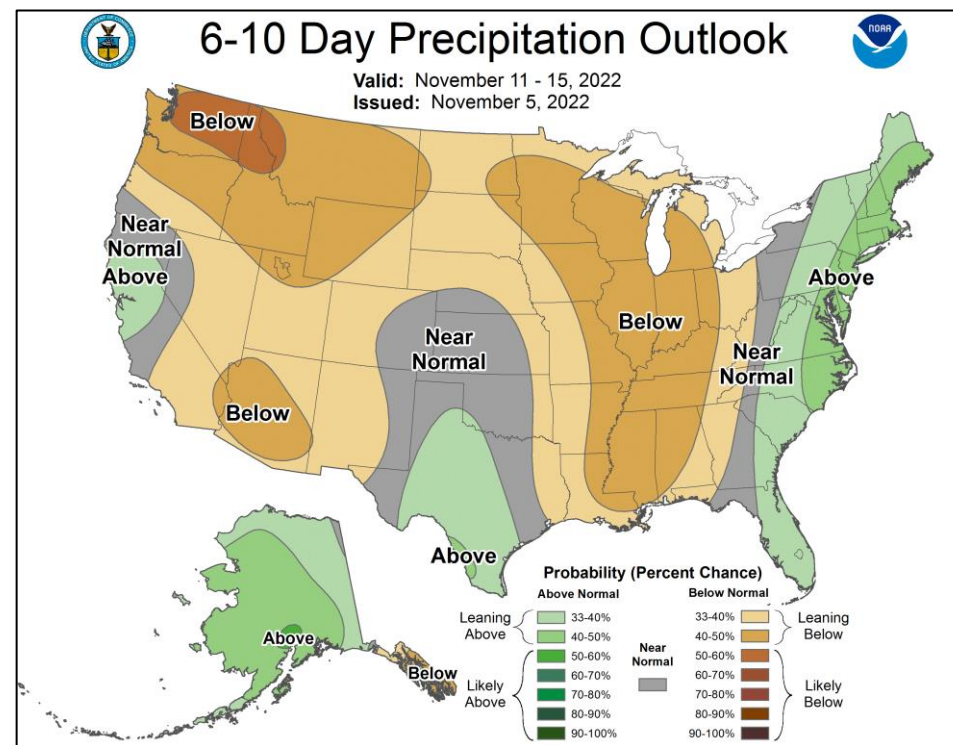 6-10 Day Precipitation Outlook
NOAA
Valid: November 11 - 15, 2022
Issued: November 5, 2022
Below
Near
Normal
Above
Below
Near
Normal
Below
Near
Normal
Above
Above
Above
Below
Probability (Percent Chance)
Above Normal
Below Normal
Leaning
Above
33-40%
40-50%
Likely
Above
50-60%
60-70%
70-80%
80-90%
90-100%
Near
Normal
33-40%
40-50%
Leaning
Below
50-60%
60-70%
70-80%
80-90%
90-100%
Likely
Below